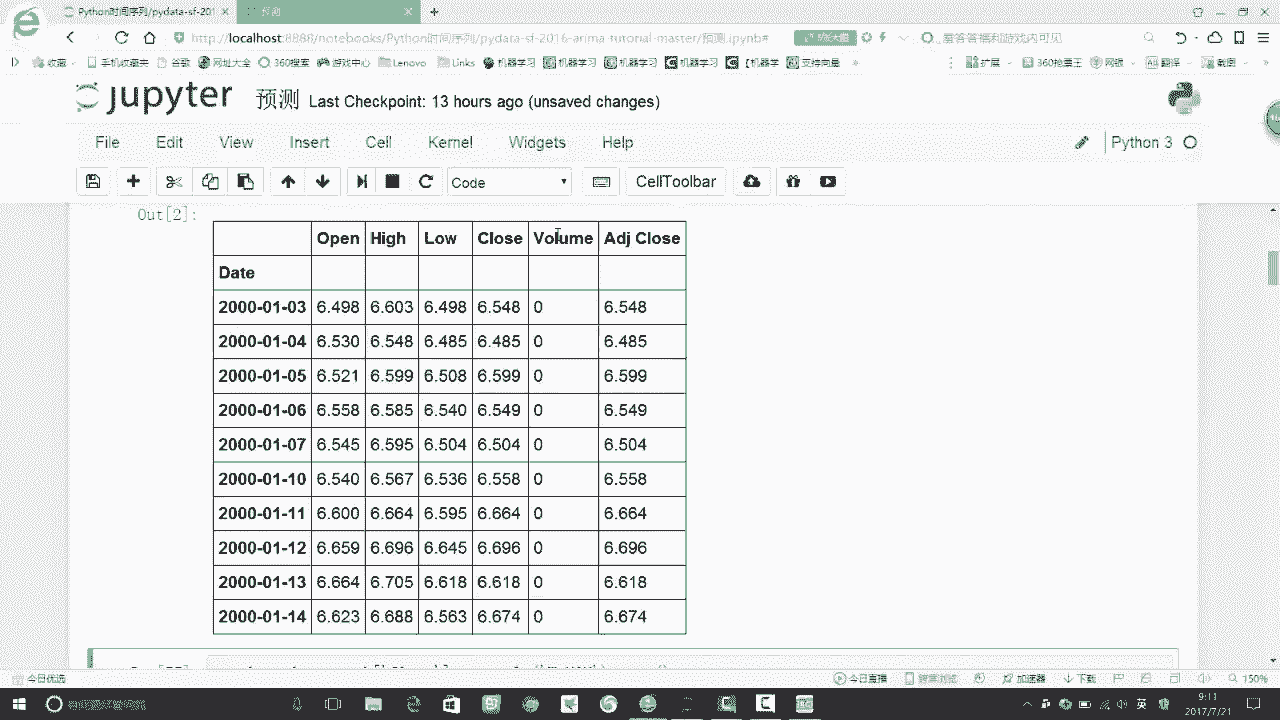 Python时间序列/pydata-sf-201
预测
http://localhost:8888/notebooks/Python时间序列/pydata-sf-2016-arima-tutorial-master/预测.ipynb#
收藏 手机收藏夹 谷歌 网址大全 360搜索 游戏中心 Lenovo Links 机器学习 机器学习 机器学习 机器学习 【机器学 支持向量 » 扩展 360抢票王 网银 翻译 截图 »
jupyter 预测 Last Checkpoint: 13 hours ago (unsaved changes)
File Edit View Insert Cell Kernel Widgets Help Python 3
Code CellToolbar
Out[2]:
Open High Low Close Volume Adj Close
Date
2000-01-03 6.498 6.603 6.498 6.548 0 6.548
2000-01-04 6.530 6.548 6.485 6.485 0 6.485
2000-01-05 6.521 6.599 6.508 6.599 0 6.599
2000-01-06 6.558 6.585 6.540 6.549 0 6.549
2000-01-07 6.545 6.595 6.504 6.504 0 6.504
2000-01-10 6.540 6.567 6.536 6.558 0 6.558
2000-01-11 6.600 6.664 6.595 6.664 0 6.664
2000-01-12 6.659 6.696 6.645 6.696 0 6.696
2000-01-13 6.664 6.705 6.618 6.618 0 6.618
2000-01-14 6.623 6.688 6.563 6.674 0 6.674
今日优选 今日直播 加速器 下载 150%
英 9:13
2017/7/21